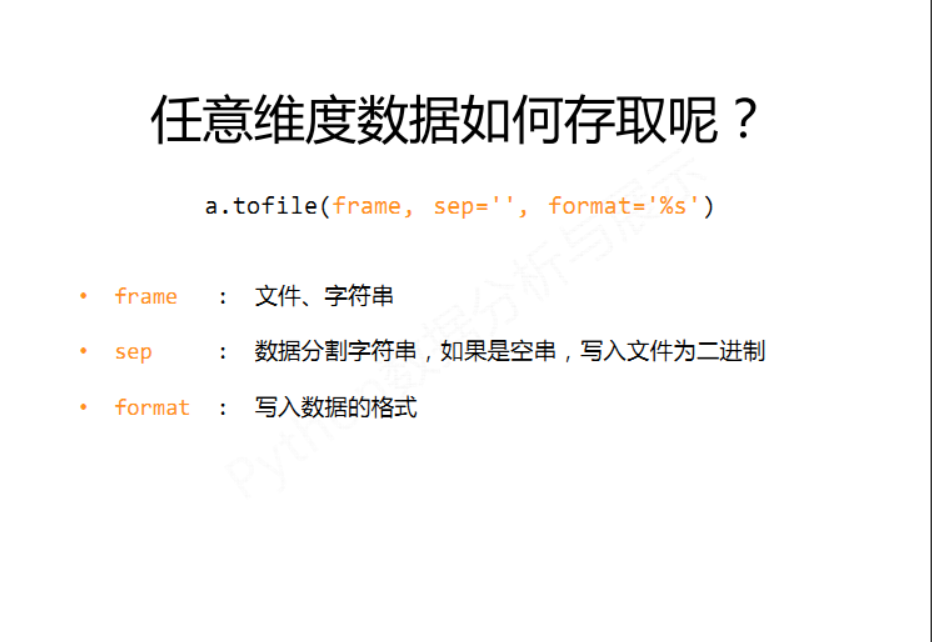 任意维度数据如何存取呢？
a.tofile(frame, sep='', format='%s')
• frame : 文件、字符串
• sep : 数据分割字符串，如果是空串，写入文件为二进制
• format : 写入数据的格式
Python数据分析与展示